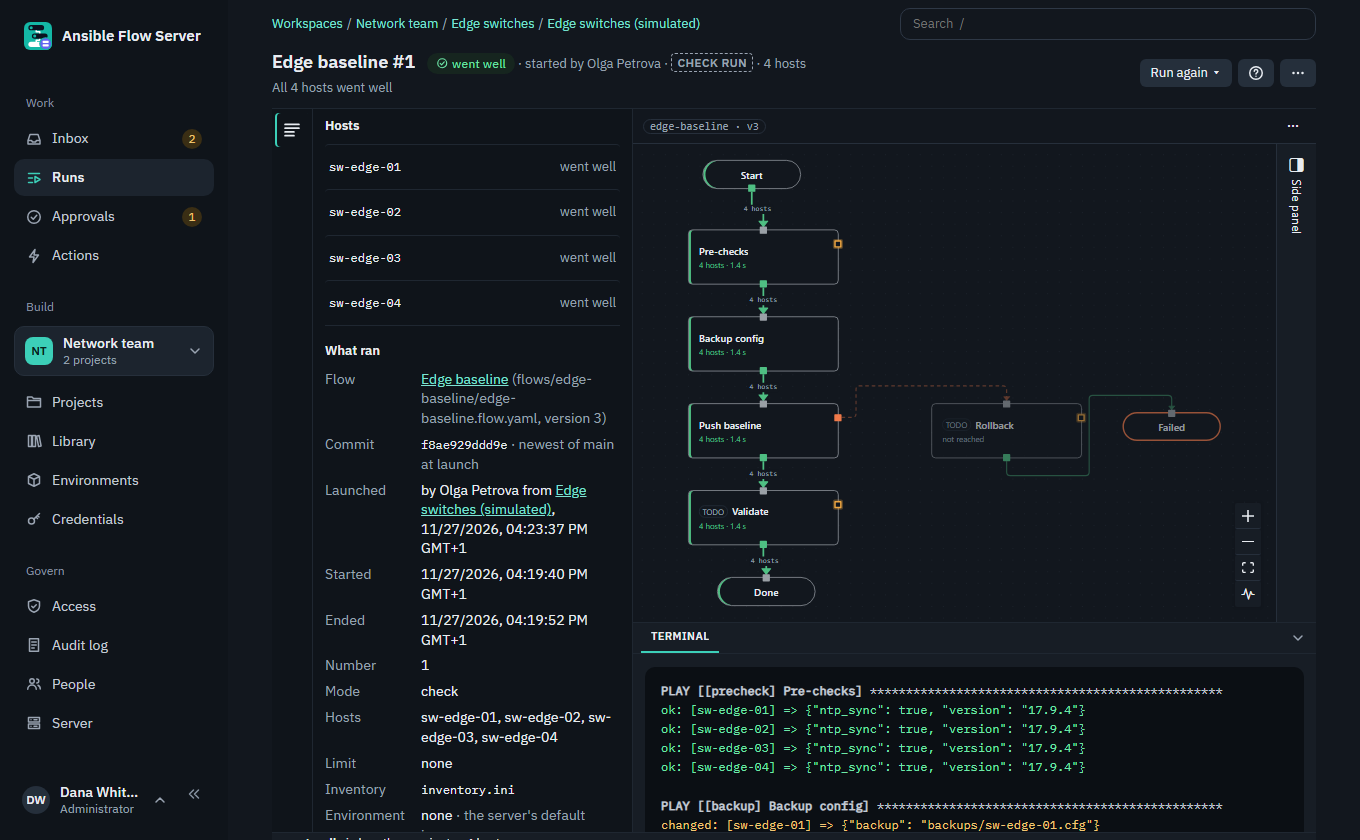 Ansible Flow Server
Work
Inbox 2
Runs
Approvals 1
Actions
Build
NT Network team
2 projects
Projects
Library
Environments
Credentials
Govern
Access
Audit log
People
Server
DW Dana Whit...
Administrator
Workspaces / Network team / Edge switches / Edge switches (simulated)
Search /
Edge baseline #1 went well · started by Olga Petrova · CHECK RUN · 4 hosts
All 4 hosts went well
Run again
Hosts
sw-edge-01 went well
sw-edge-02 went well
sw-edge-03 went well
sw-edge-04 went well
What ran
Flow Edge baseline (flows/edge-
baseline/edge-
baseline.flow.yaml, version 3)
Commit f8ae929ddd9e · newest of main
at launch
Launched by Olga Petrova from Edge
switches (simulated),
11/27/2026, 04:23:37 PM
GMT+1
Started 11/27/2026, 04:19:40 PM
GMT+1
Ended 11/27/2026, 04:19:52 PM
GMT+1
Number 1
Mode check
Hosts sw-edge-01, sw-edge-02, sw-
edge-03, sw-edge-04
Limit none
Inventory inventory.ini
Environment none · the server's default
edge-baseline · v3
Side panel
Start
4 hosts
Pre-checks
4 hosts · 1.4 s
4 hosts
Backup config
4 hosts · 1.4 s
4 hosts
Push baseline
4 hosts · 1.4 s
TODO Rollback
not reached
Failed
4 hosts
TODO Validate
4 hosts · 1.4 s
4 hosts
Done
TERMINAL
PLAY [[precheck] Pre-checks] *************************************************
ok: [sw-edge-01] => {"ntp_sync": true, "version": "17.9.4"}
ok: [sw-edge-02] => {"ntp_sync": true, "version": "17.9.4"}
ok: [sw-edge-03] => {"ntp_sync": true, "version": "17.9.4"}
ok: [sw-edge-04] => {"ntp_sync": true, "version": "17.9.4"}
PLAY [[backup] Backup config] ************************************************
changed: [sw-edge-01] => {"backup": "backups/sw-edge-01.cfg"}